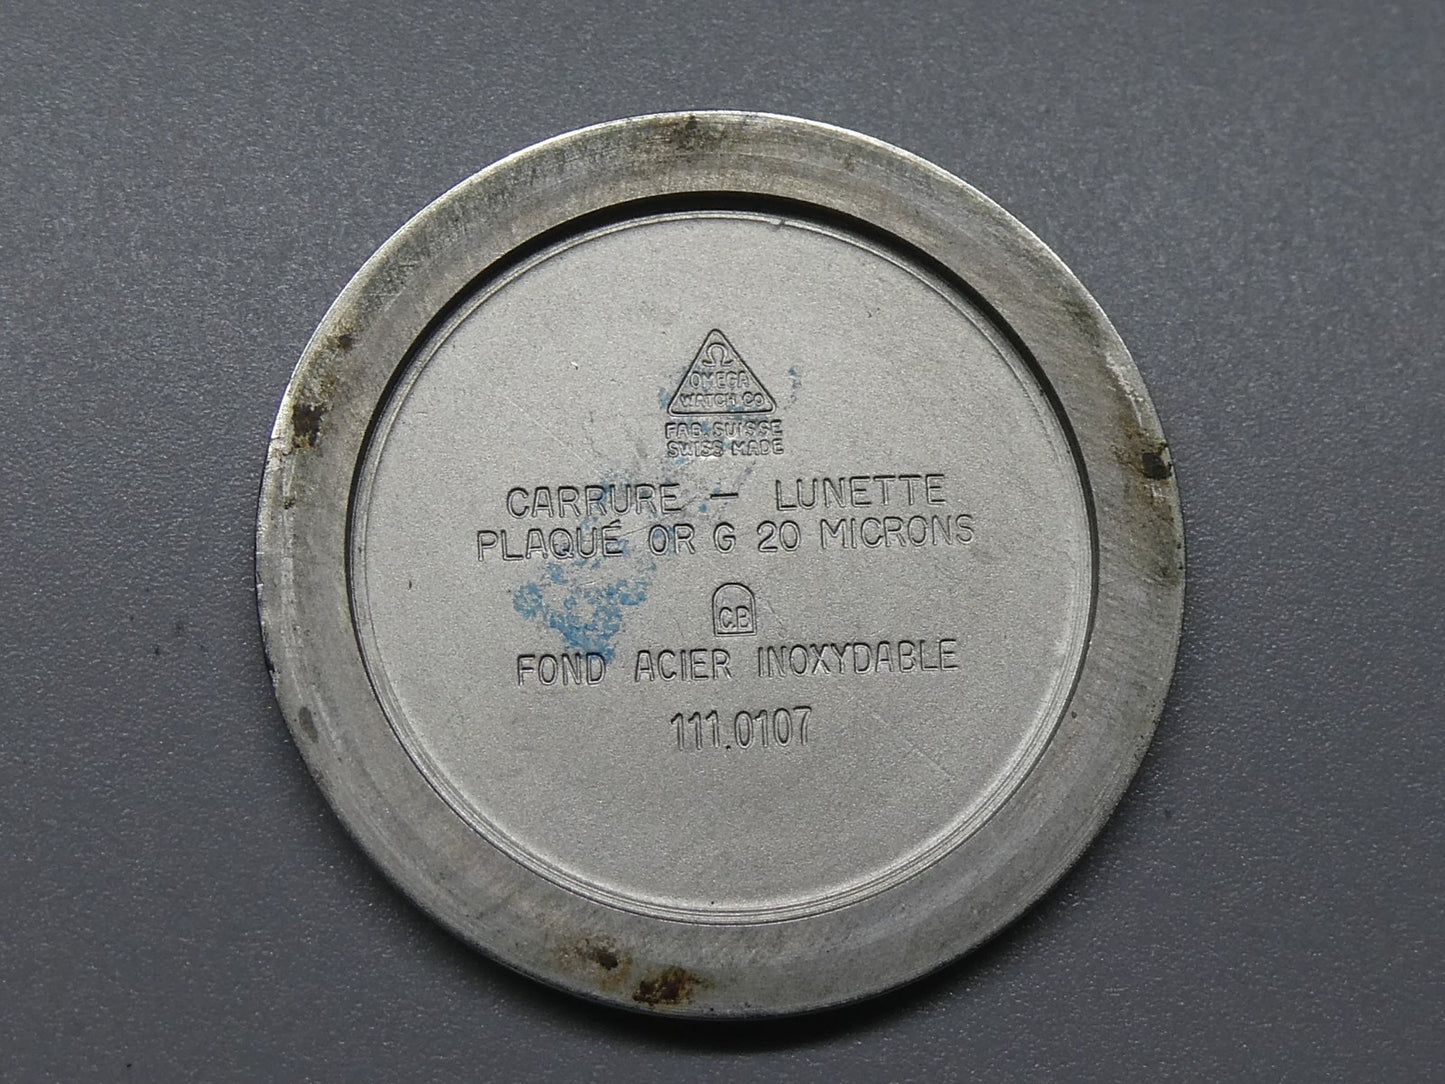 Ω
OMEGA
WATCH CO
FAB. SUISSE
SWISS MADE
CARRURE — LUNETTE
PLAQUÉ OR G 20 MICRONS
CB
FOND ACIER INOXYDABLE
111.0107